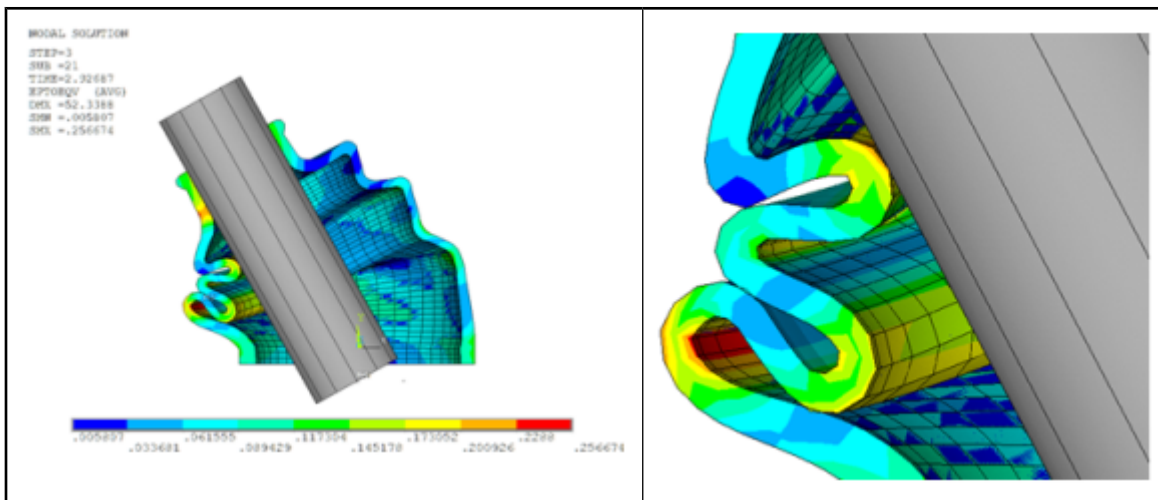 NODAL SOLUTION
STEP=3
SUB =21
TIME=2.92687
EPTOEQV (AVG)
DMX =52.3388
SMN =.005807
SMX =.256674
.005807 .061555 .117304 .173052 .2288
.033681 .089429 .145178 .200926 .256674